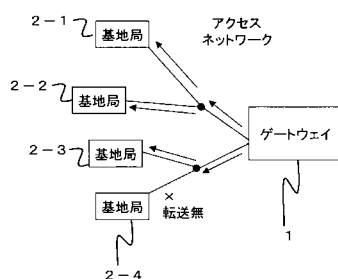 アクセス
ネットワーク
2-1
基地局
2-2
基地局
2-3
基地局
ゲートウェイ
基地局
×
転送無
1
2-4